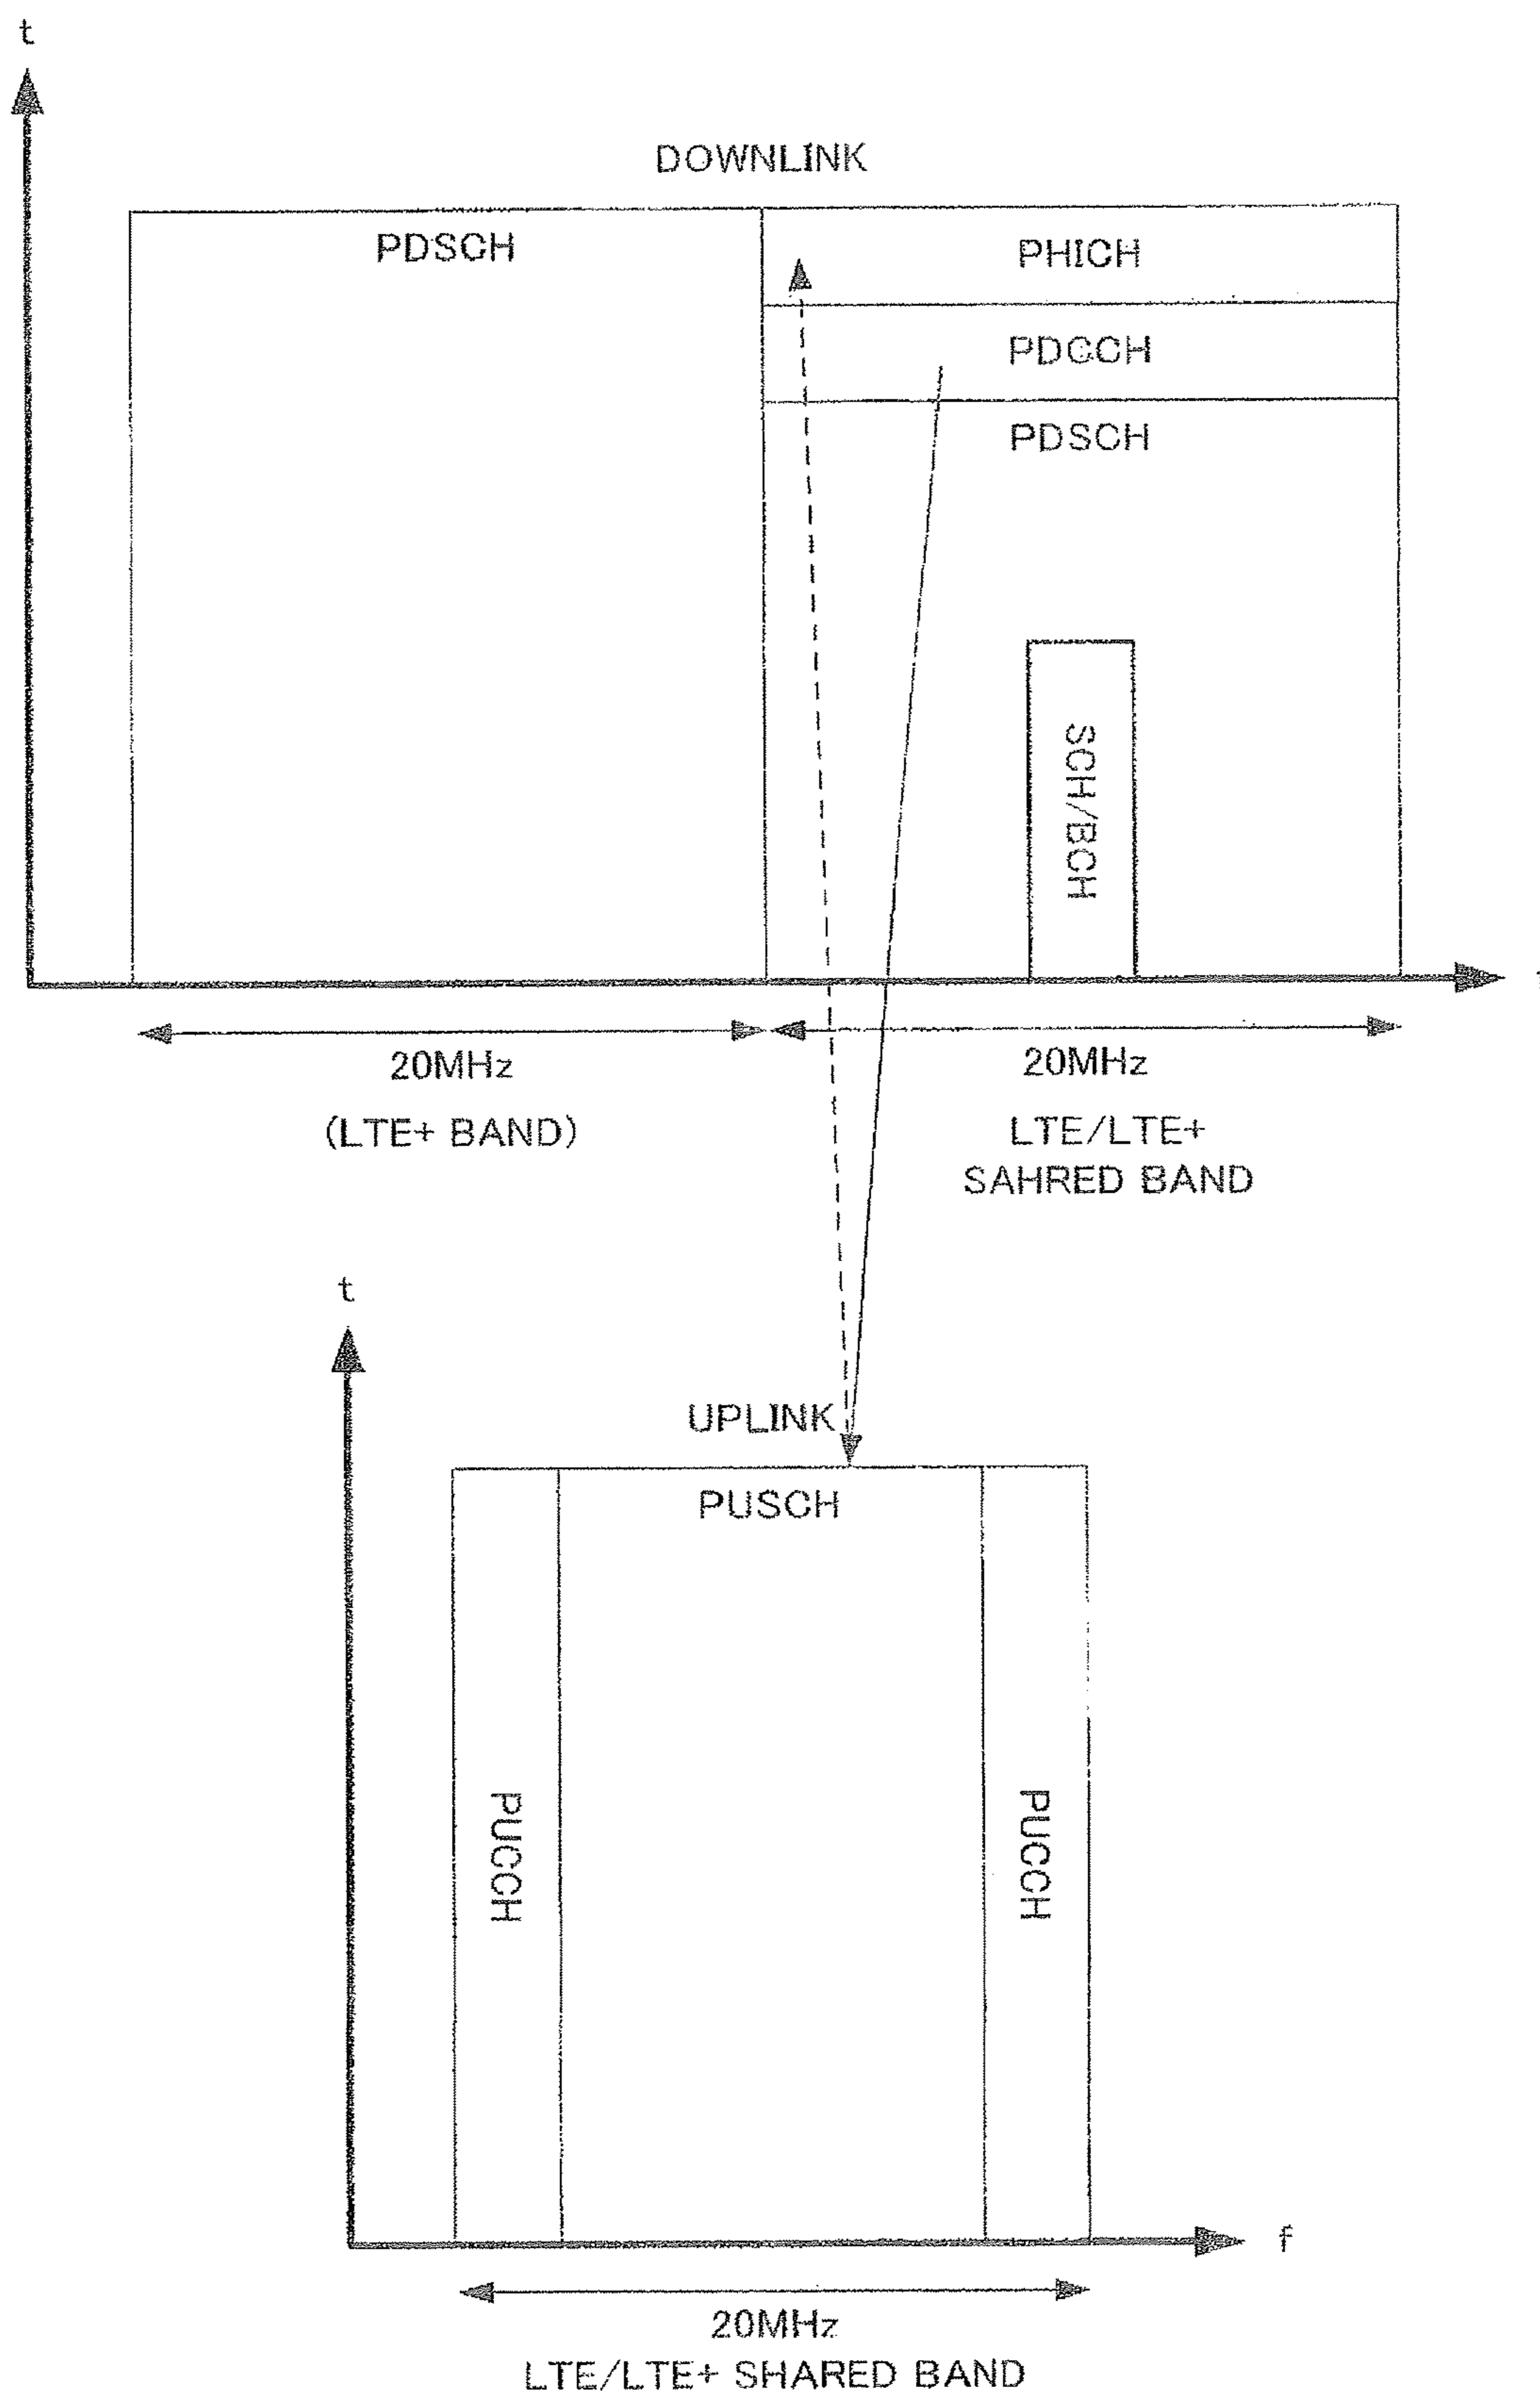 t
DOWNLINK
PDSCH
PHICH
PDCCH
PDSCH
SCH/BCH
20MHz
(LTE+ BAND)
20MHz
LTE/LTE+
SAHRED BAND
t
UPLINK
PUSCH
PUCCH
PUCCH
f
20MHz
LTE/LTE+ SHARED BAND